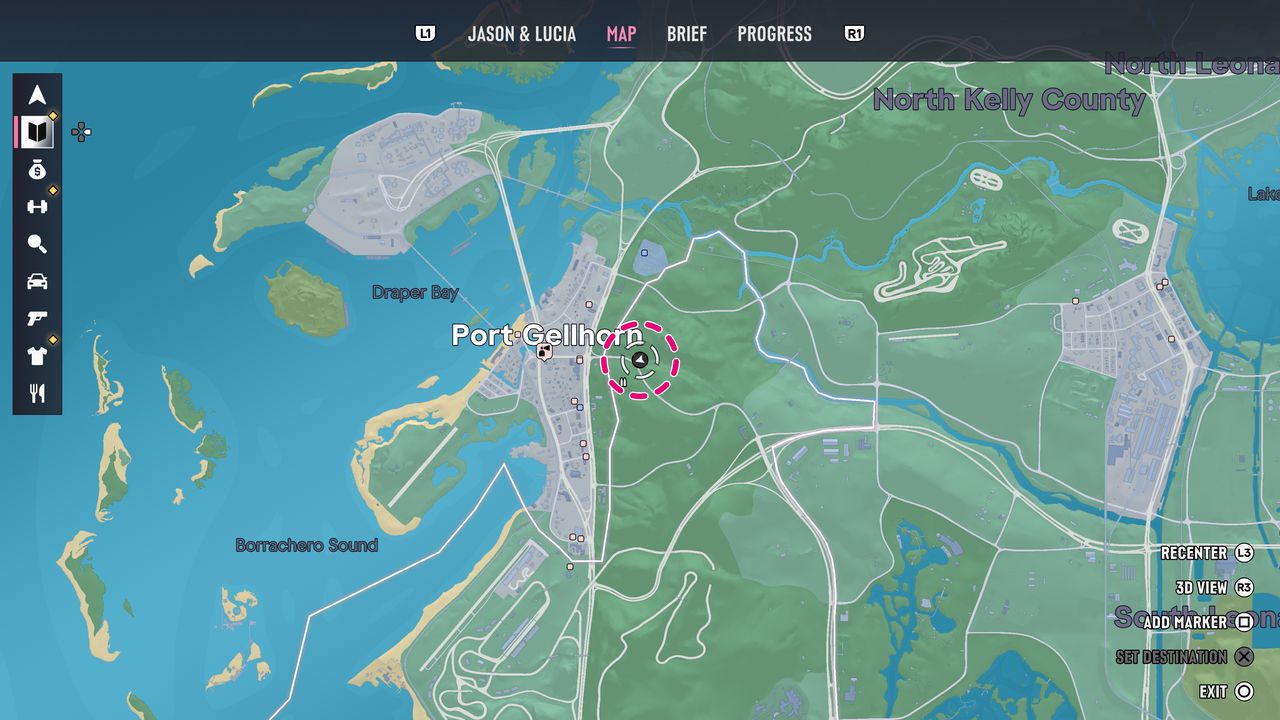 L1 JASON & LUCIA MAP BRIEF PROGRESS R1
North Leona
North Kelly County
Lake
Draper Bay
Port Gellhorn
Borrachero Sound
RECENTER L3
3D VIEW R3
South Leona
ADD MARKER
SET DESTINATION
EXIT